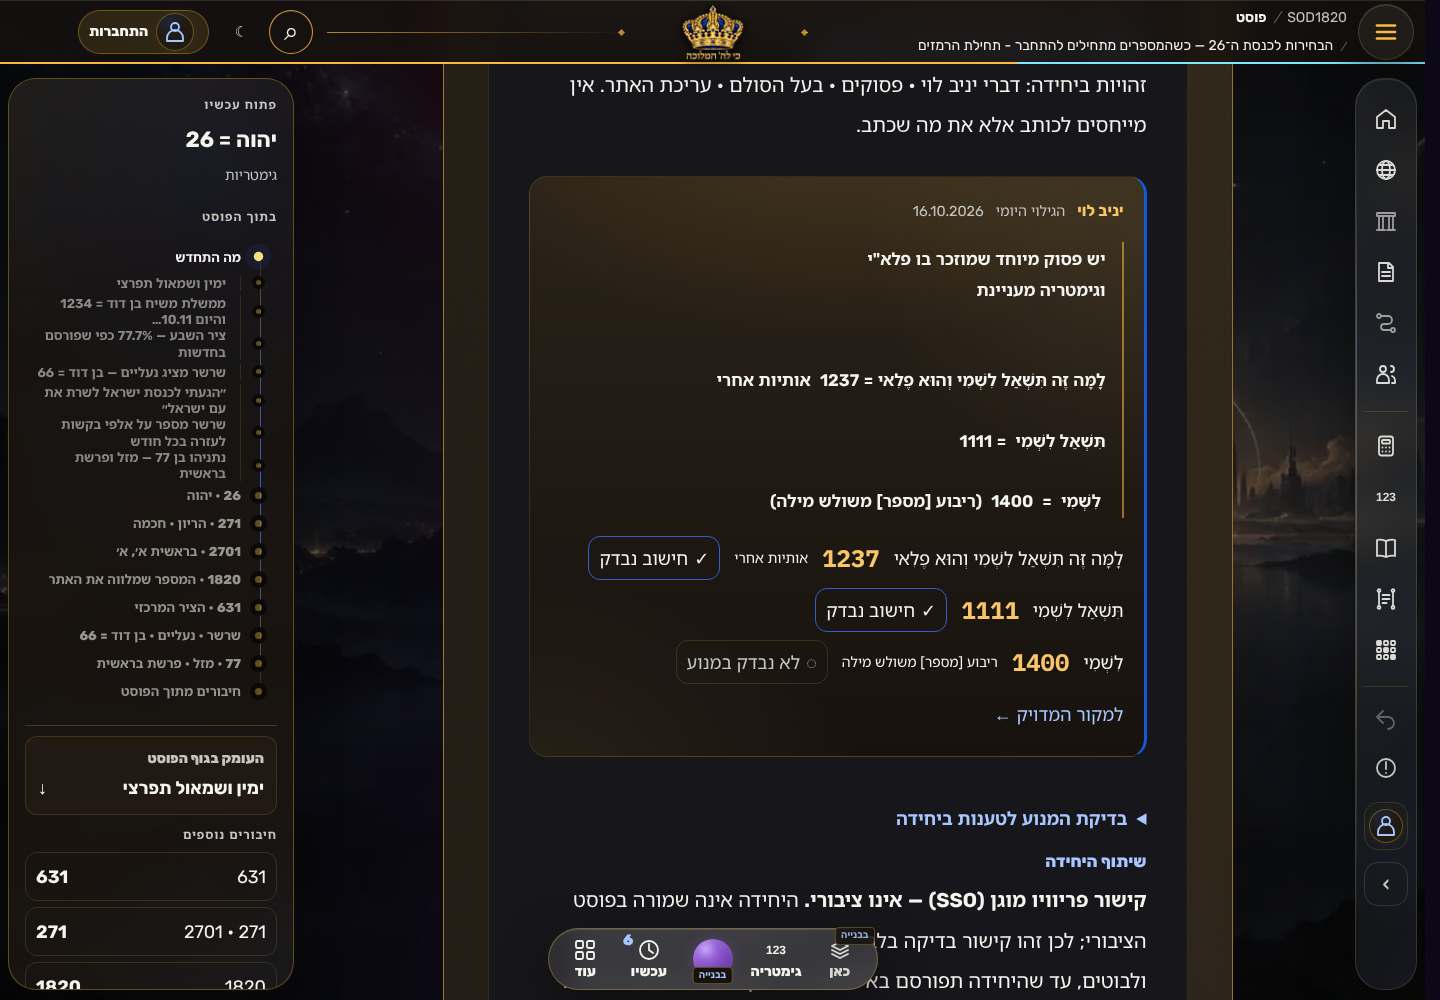 SOD1820 / פוסט
/ הבחירות לכנסת ה־26 — כשהמספרים מתחילים להתחבר - תחילת הרמזים
כי לה' המלוכה
התחברות
זהויות ביחידה: דברי יניב לוי • פסוקים • בעל הסולם • עריכת האתר. אין
מייחסים לכותב אלא את מה שכתב.
יניב לוי הגילוי היומי 16.10.2026
יש פסוק מיוחד שמוזכר בו פלא"י
וגימטריה מעניינת
לָמָּה זֶּה תִּשְׁאַל לִשְׁמִי וְהוּא פֶלִאי = 1237 אותיות אחרי
תִּשְׁאַל לִשְׁמִי = 1111
לִשְׁמִי = 1400 (ריבוע [מספר] משולש מילה)
לָמָּה זֶּה תִּשְׁאַל לִשְׁמִי וְהוּא פֶלִאי 1237 אותיות אחרי ✓ חישוב נבדק
תִּשְׁאַל לִשְׁמִי 1111 ✓ חישוב נבדק
לִשְׁמִי 1400 ריבוע [מספר] משולש מילה ◌ לא נבדק במנוע
למקור המדויק ←
◀ בדיקת המנוע לטענות ביחידה
שיתוף היחידה
קישור פריוויו מוגן (SSO) — אינו ציבורי. היחידה אינה שמורה בפוסט
הציבורי; לכן זהו קישור בדיקה
ולבוטים, עד שהיחידה תפורסם
פתוח עכשיו
יהוה = 26
גימטריות
בתוך הפוסט
מה התחדש
ימין ושמאול תפרצי
ממשלת משיח בן דוד = 1234
והיום 10.11...
ציר השבע — 77.7% כפי שפורסם
בחדשות
שרשר מציג נעליים — בן דוד = 66
״הגעתי לכנסת ישראל לשרת את
עם ישראל״
שרשר מספר על אלפי בקשות
לעזרה בכל חודש
נתניהו בן 77 — מזל ופרשת
בראשית
26 • יהוה
271 • הריון • חכמה
2701 • בראשית א׳, א׳
1820 • המספר שמלווה את האתר
631 • הציר המרכזי
שרשר • נעליים • בן דוד = 66
77 • מזל • פרשת בראשית
חיבורים מתוך הפוסט
העומק בגוף הפוסט
ימין ושמאול תפרצי ↓
חיבורים נוספים
631 631
271 • 2701 271
1820 1820
123
בבנייה
כאן
123
גימטריה
בבנייה
6
עכשיו
עוד